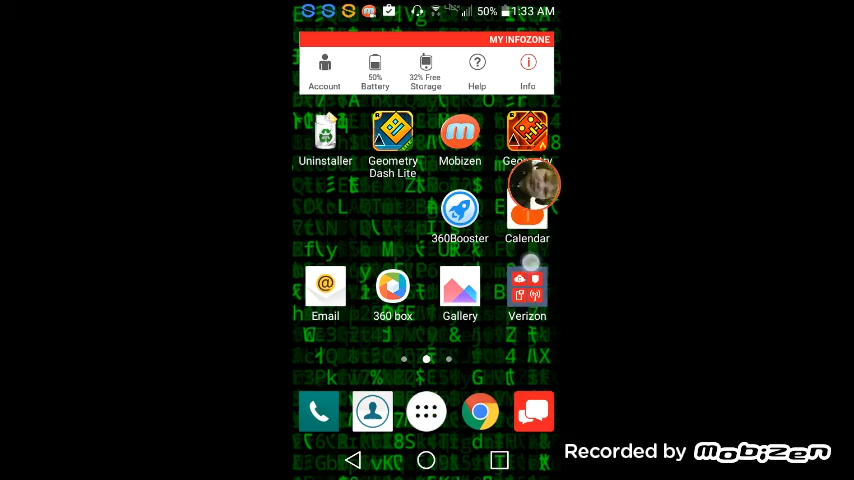 50% 1:33 AM
MY INFOZONE
50% 32% Free
Account Battery Storage Help Info
Uninstaller Geometry Mobizen
Dash Lite
360Booster Calendar
Email 360 box Gallery Verizon
Recorded by Mobizen